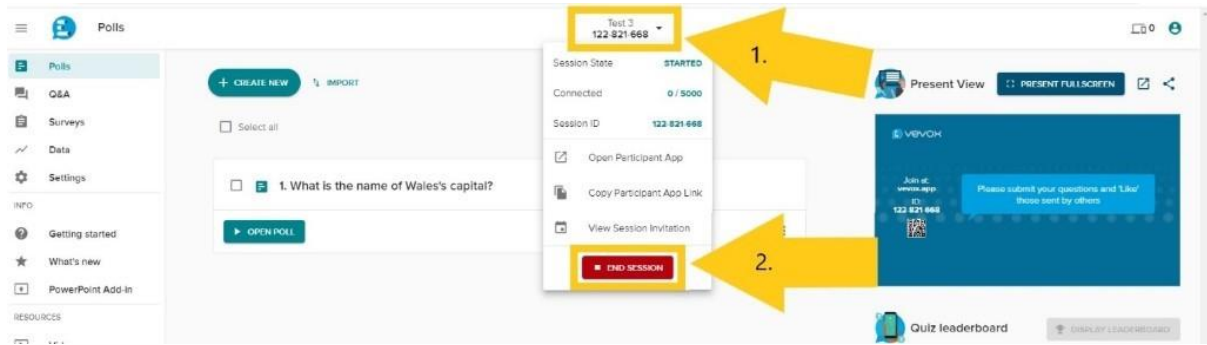 Polls
Test 3
122-821-668
0
Polls
Q&A
Surveys
Data
Settings
INFO
Getting started
What's new
PowerPoint Add-in
RESOURCES
+ CREATE NEW
IMPORT
Select all
1. What is the name of Wales's capital?
OPEN POLL
Session State STARTED
Connected 0 / 5000
Session ID 122-821-668
Open Participant App
Copy Participant App Link
View Session Invitation
END SESSION
1.
2.
Present View
PRESENT FULLSCREEN
vevox
Join at:
vevox.app
ID:
122-821-668
Please submit your questions and 'Like'
those sent by others
Quiz leaderboard
DISPLAY LEADERBOARD